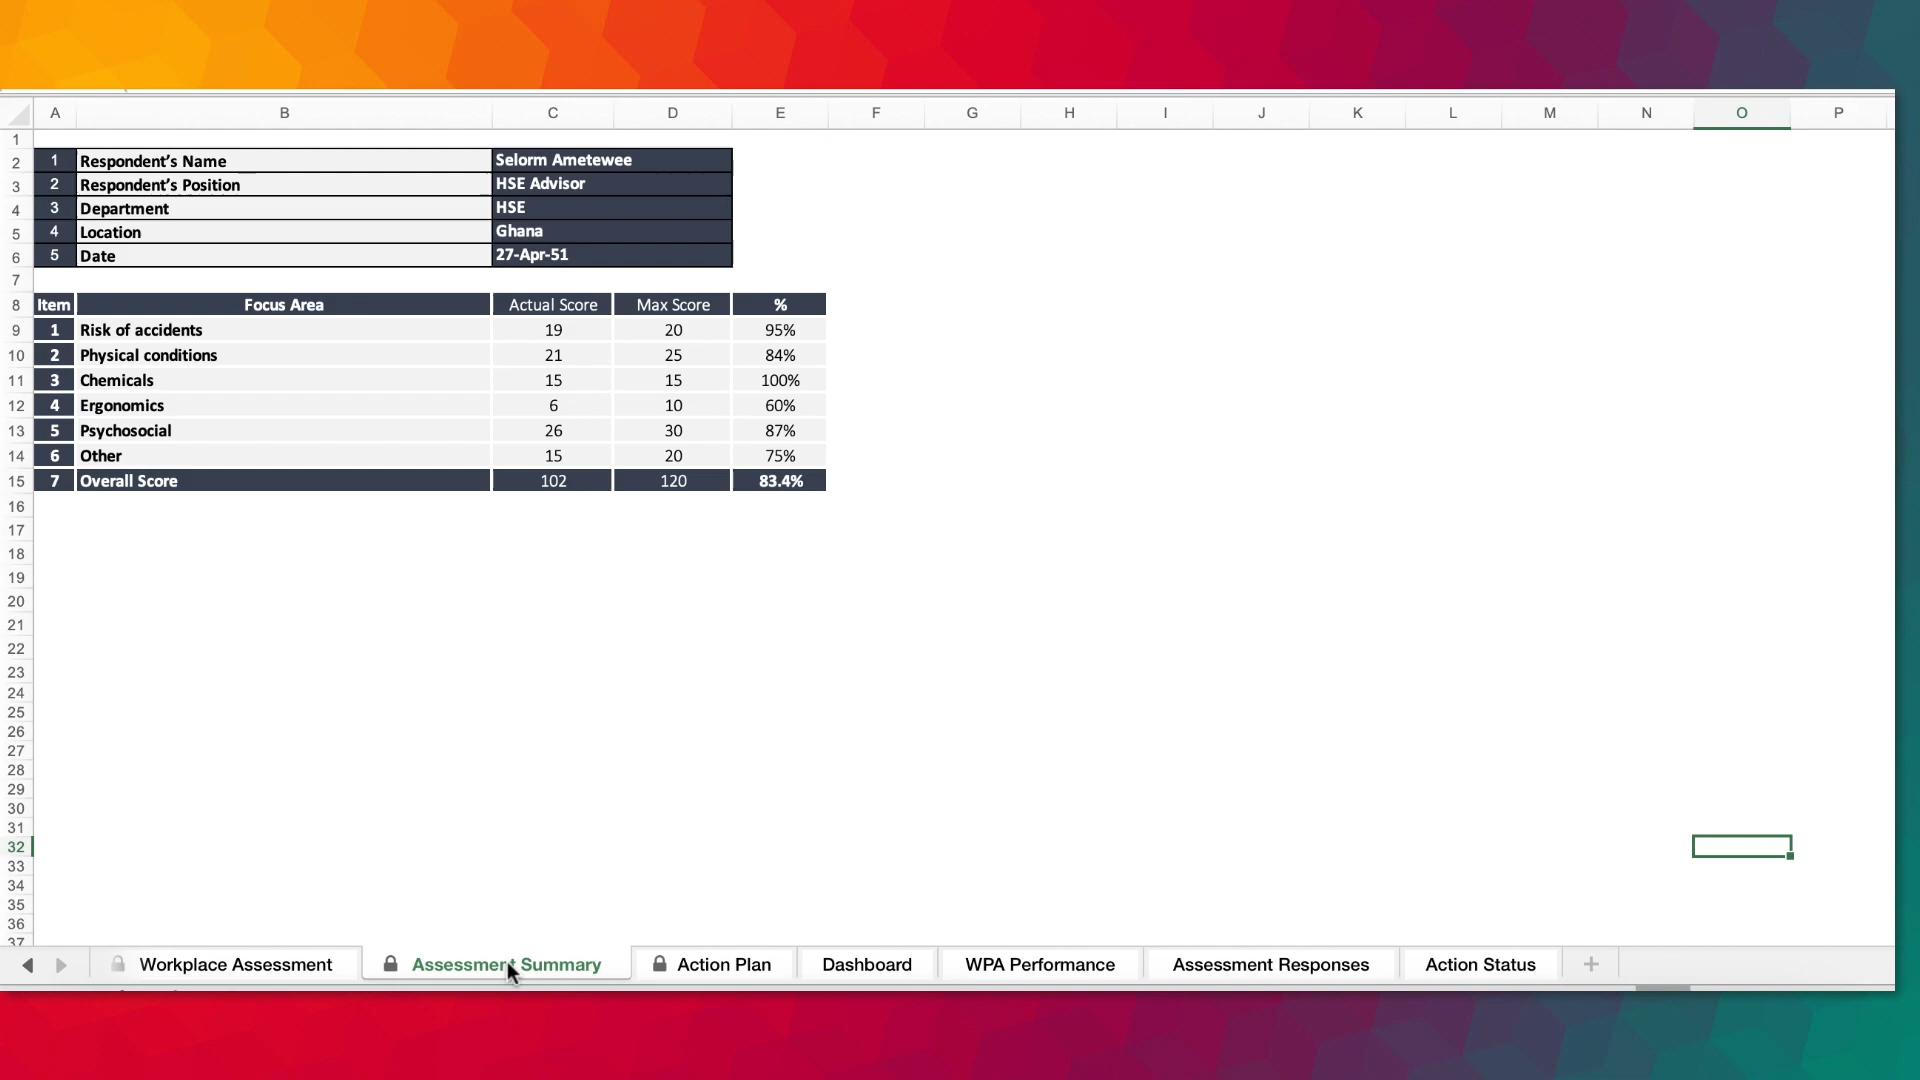 A B C D E F G H I J K L M N O P
1
2 1 Respondent’s Name Selorm Ametewee
3 2 Respondent’s Position HSE Advisor
4 3 Department HSE
5 4 Location Ghana
6 5 Date 27-Apr-51
7
8 Item Focus Area Actual Score Max Score %
9 1 Risk of accidents 19 20 95%
10 2 Physical conditions 21 25 84%
11 3 Chemicals 15 15 100%
12 4 Ergonomics 6 10 60%
13 5 Psychosocial 26 30 87%
14 6 Other 15 20 75%
15 7 Overall Score 102 120 83.4%
16
17
18
19
20
21
22
23
24
25
26
27
28
29
30
31
32
33
34
35
36
37
Workplace Assessment Assessment Summary Action Plan Dashboard WPA Performance Assessment Responses Action Status +